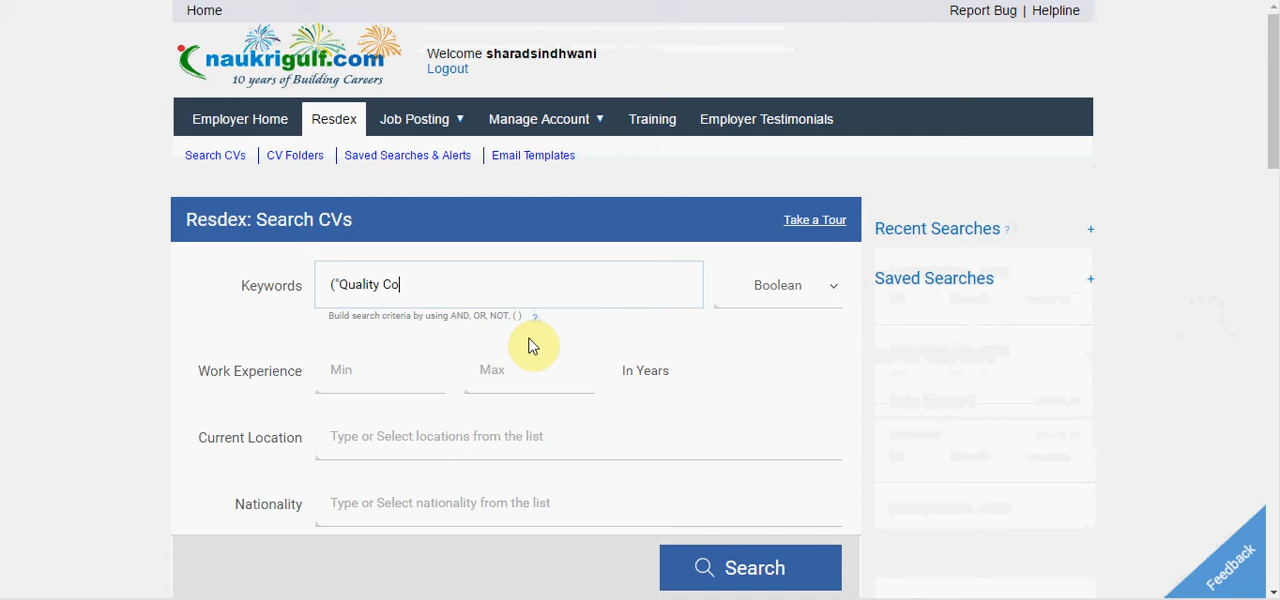 Home
Report Bug | Helpline
naukrigulf.com
10 years of Building Careers
Welcome sharadsindhwani
Logout
Employer Home Resdex Job Posting ▼ Manage Account ▼ Training Employer Testimonials
Search CVs | CV Folders | Saved Searches & Alerts | Email Templates
Resdex: Search CVs Take a Tour
Recent Searches ? +
Keywords ("Quality Co Boolean
Saved Searches +
Build search criteria by using AND, OR, NOT, ( ) ?
Work Experience Min Max In Years
Current Location Type or Select locations from the list
Nationality Type or Select nationality from the list
Search
Feedback